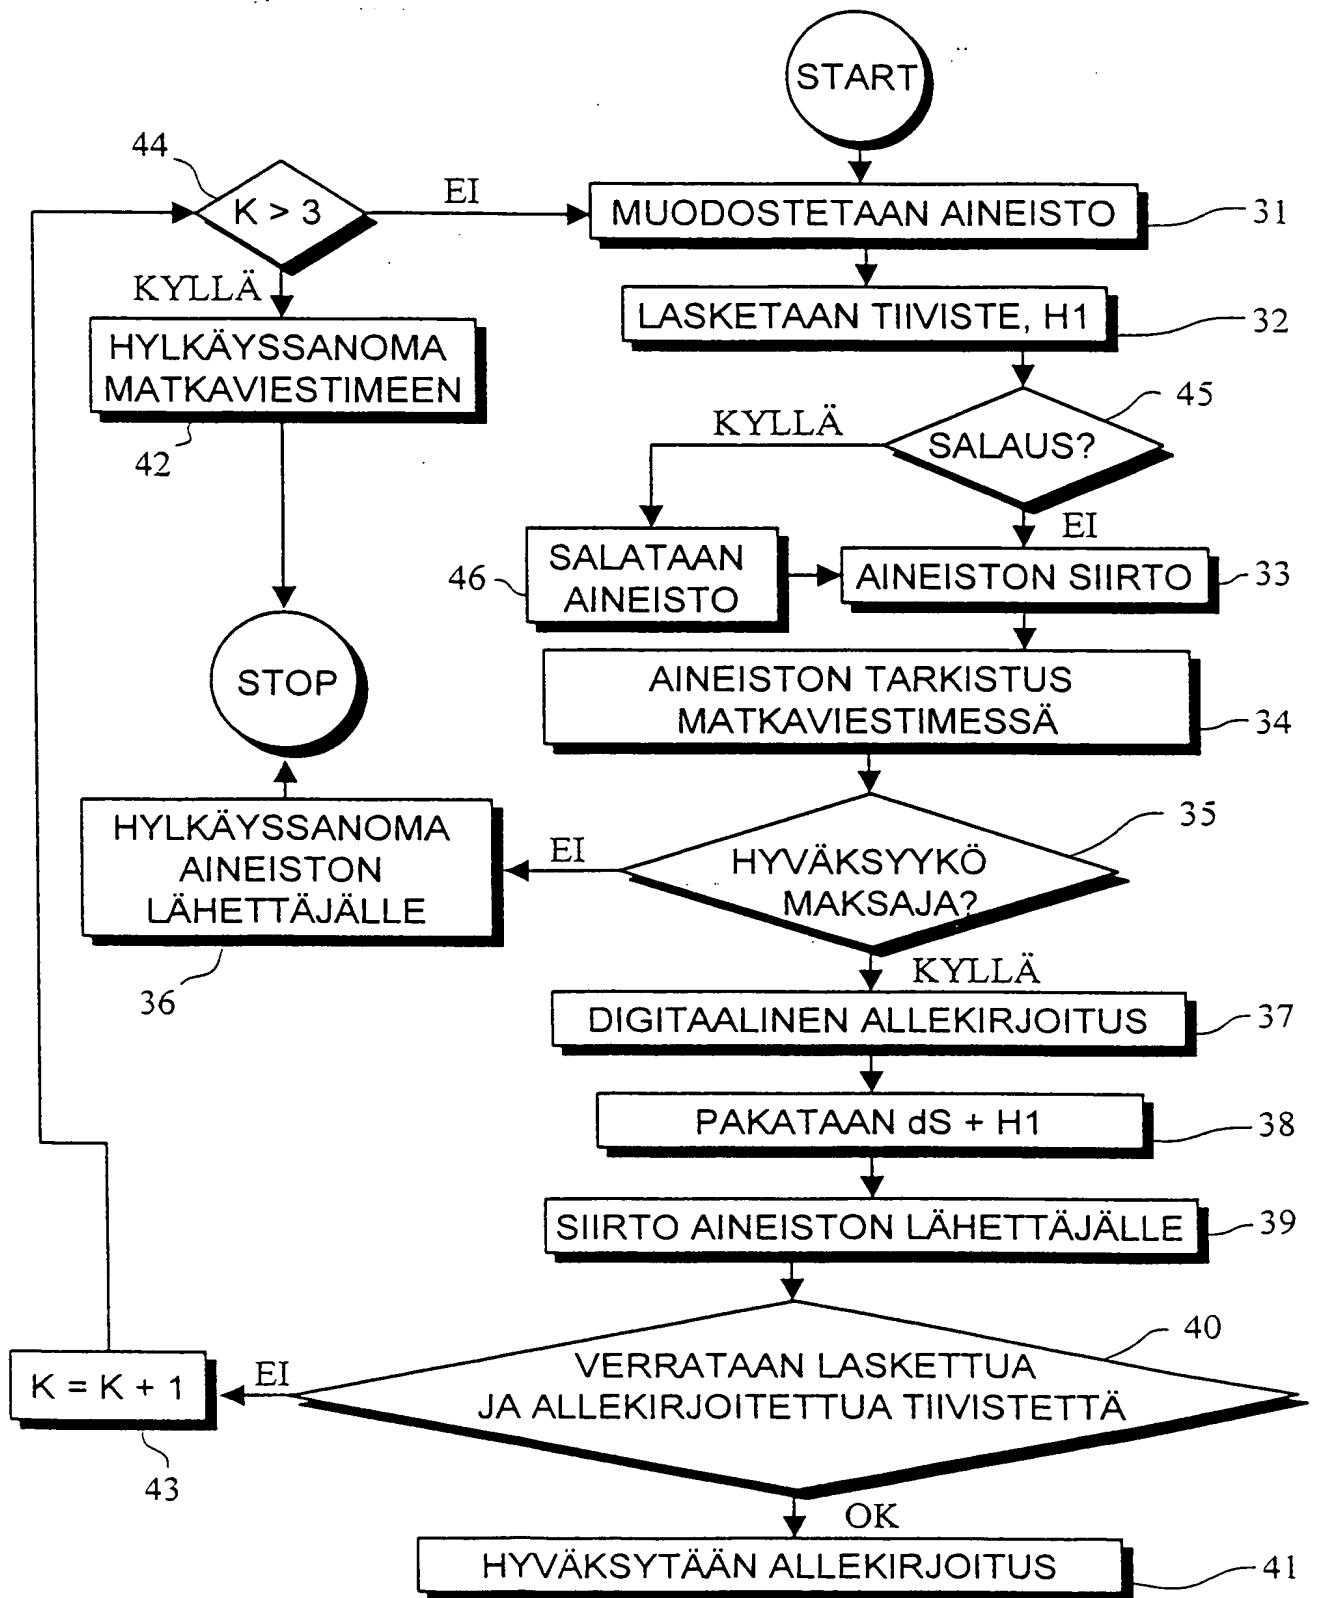 START
44
K > 3
EI
MUODOSTETAAN AINEISTO
31
KYLLÄ
LASKETAAN TIIVISTE, H1
32
HYLKÄYSSANOMA
MATKAVIESTIMEEN
42
45
KYLLÄ
SALAUS?
EI
SALATAAN
AINEISTO
46
AINEISTON SIIRTO
33
STOP
AINEISTON TARKISTUS
MATKAVIESTIMESSÄ
34
35
HYVÄKSYYKÖ
MAKSAJA?
EI
HYLKÄYSSANOMA
AINEISTON
LÄHETTÄJÄLLE
36
KYLLÄ
DIGITAALINEN ALLEKIRJOITUS
37
PAKATAAN dS + H1
38
SIIRTO AINEISTON LÄHETTÄJÄLLE
39
40
VERRATAAN LASKETTUA
JA ALLEKIRJOITETTUA TIIVISTETTÄ
EI
K = K + 1
43
OK
HYVÄKSYTÄÄN ALLEKIRJOITUS
41